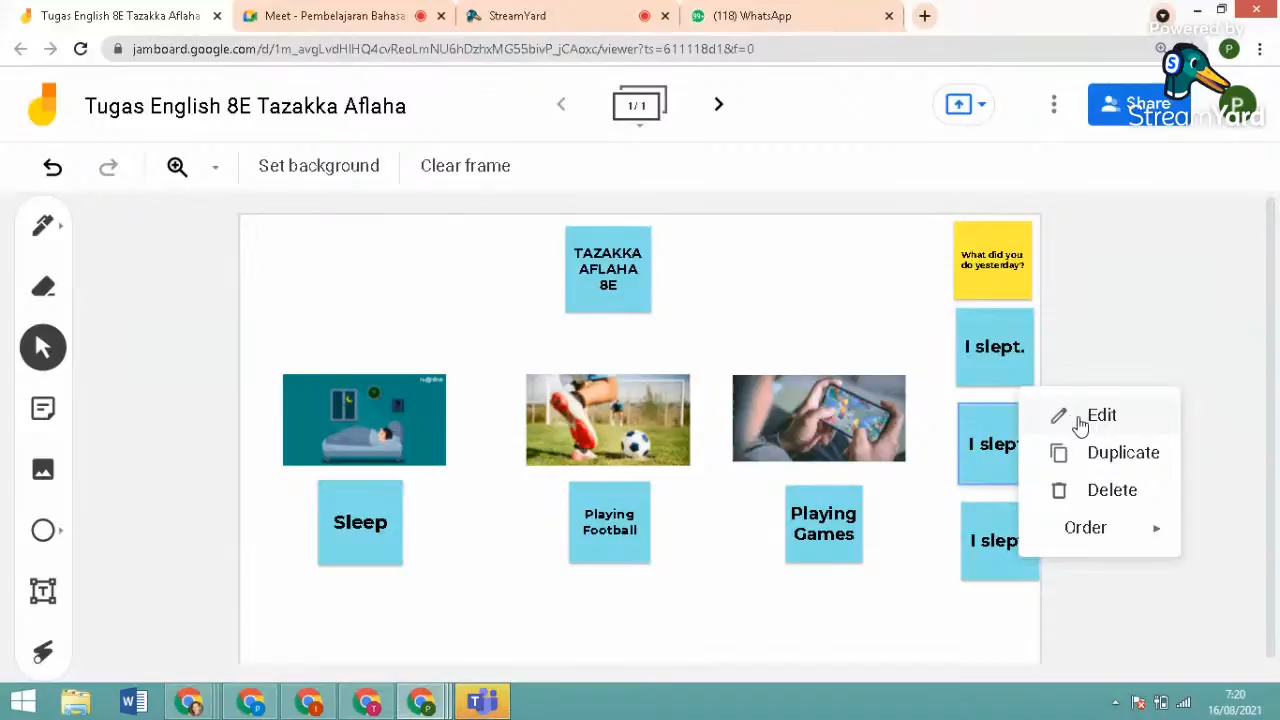 Tugas English 8E Tazakka Aflaha
Meet - Pembelajaran Bahasa
StreamYard
(118) WhatsApp
Powered by
jamboard.google.com/d/1m_avgLvdHIHQ4cvReoLmNU6hDzhxMG55bivP_jCAoxc/viewer?ts=611118d1&f=0
Tugas English 8E Tazakka Aflaha
1/1
Share
StreamYard
Set background
Clear frame
TAZAKKA
AFLAHA
8E
What did you
do yesterday?
I slept.
Edit
I slept
Duplicate
Delete
Order
Sleep
Playing
Football
Playing
Games
I slept
7:20
16/08/2021